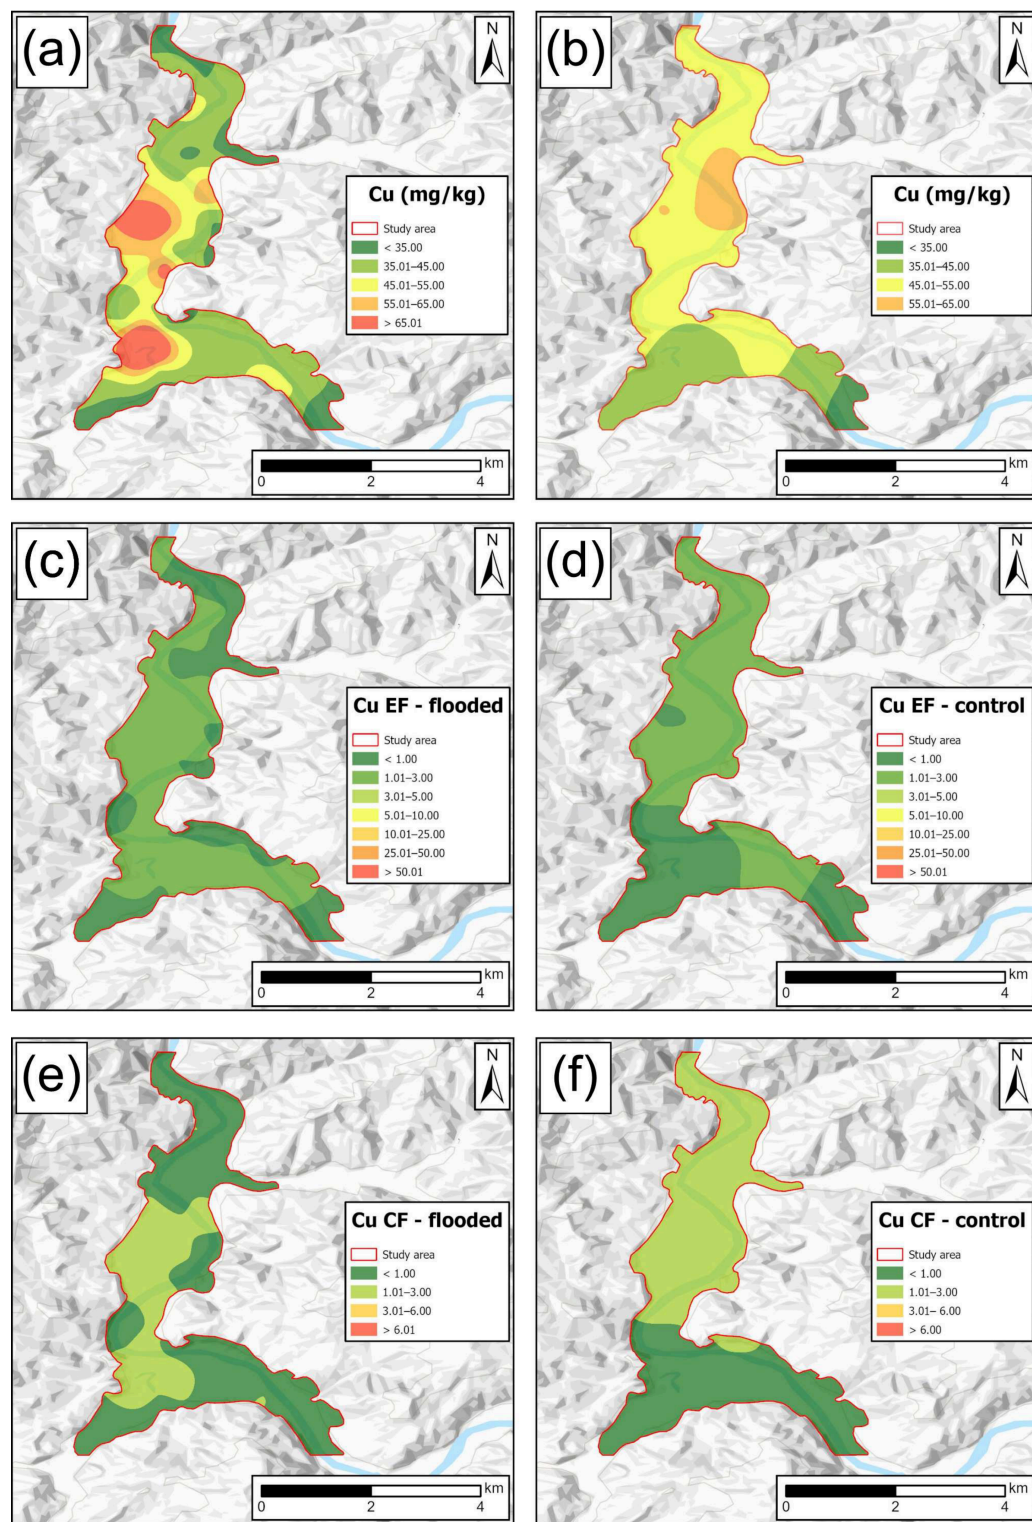 (a)
N
Cu (mg/kg)
Study area
< 35.00
35.01–45.00
45.01–55.00
55.01–65.00
> 65.01
km
0 2 4
(b)
N
Cu (mg/kg)
Study area
< 35.00
35.01–45.00
45.01–55.00
55.01–65.00
km
0 2 4
(c)
N
Cu EF - flooded
Study area
< 1.00
1.01–3.00
3.01–5.00
5.01–10.00
10.01–25.00
25.01–50.00
> 50.01
km
0 2 4
(d)
N
Cu EF - control
Study area
< 1.00
1.01–3.00
3.01–5.00
5.01–10.00
10.01–25.00
25.01–50.00
> 50.01
km
0 2 4
(e)
N
Cu CF - flooded
Study area
< 1.00
1.01–3.00
3.01–6.00
> 6.01
km
0 2 4
(f)
N
Cu CF - control
Study area
< 1.00
1.01–3.00
3.01– 6.00
> 6.00
km
0 2 4